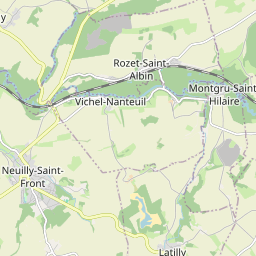 y
Rozet-Saint-
Albin
Vichel-Nanteuil
Montgru-Saint-
Hilaire
Neuilly-Saint-
Front
Latilly